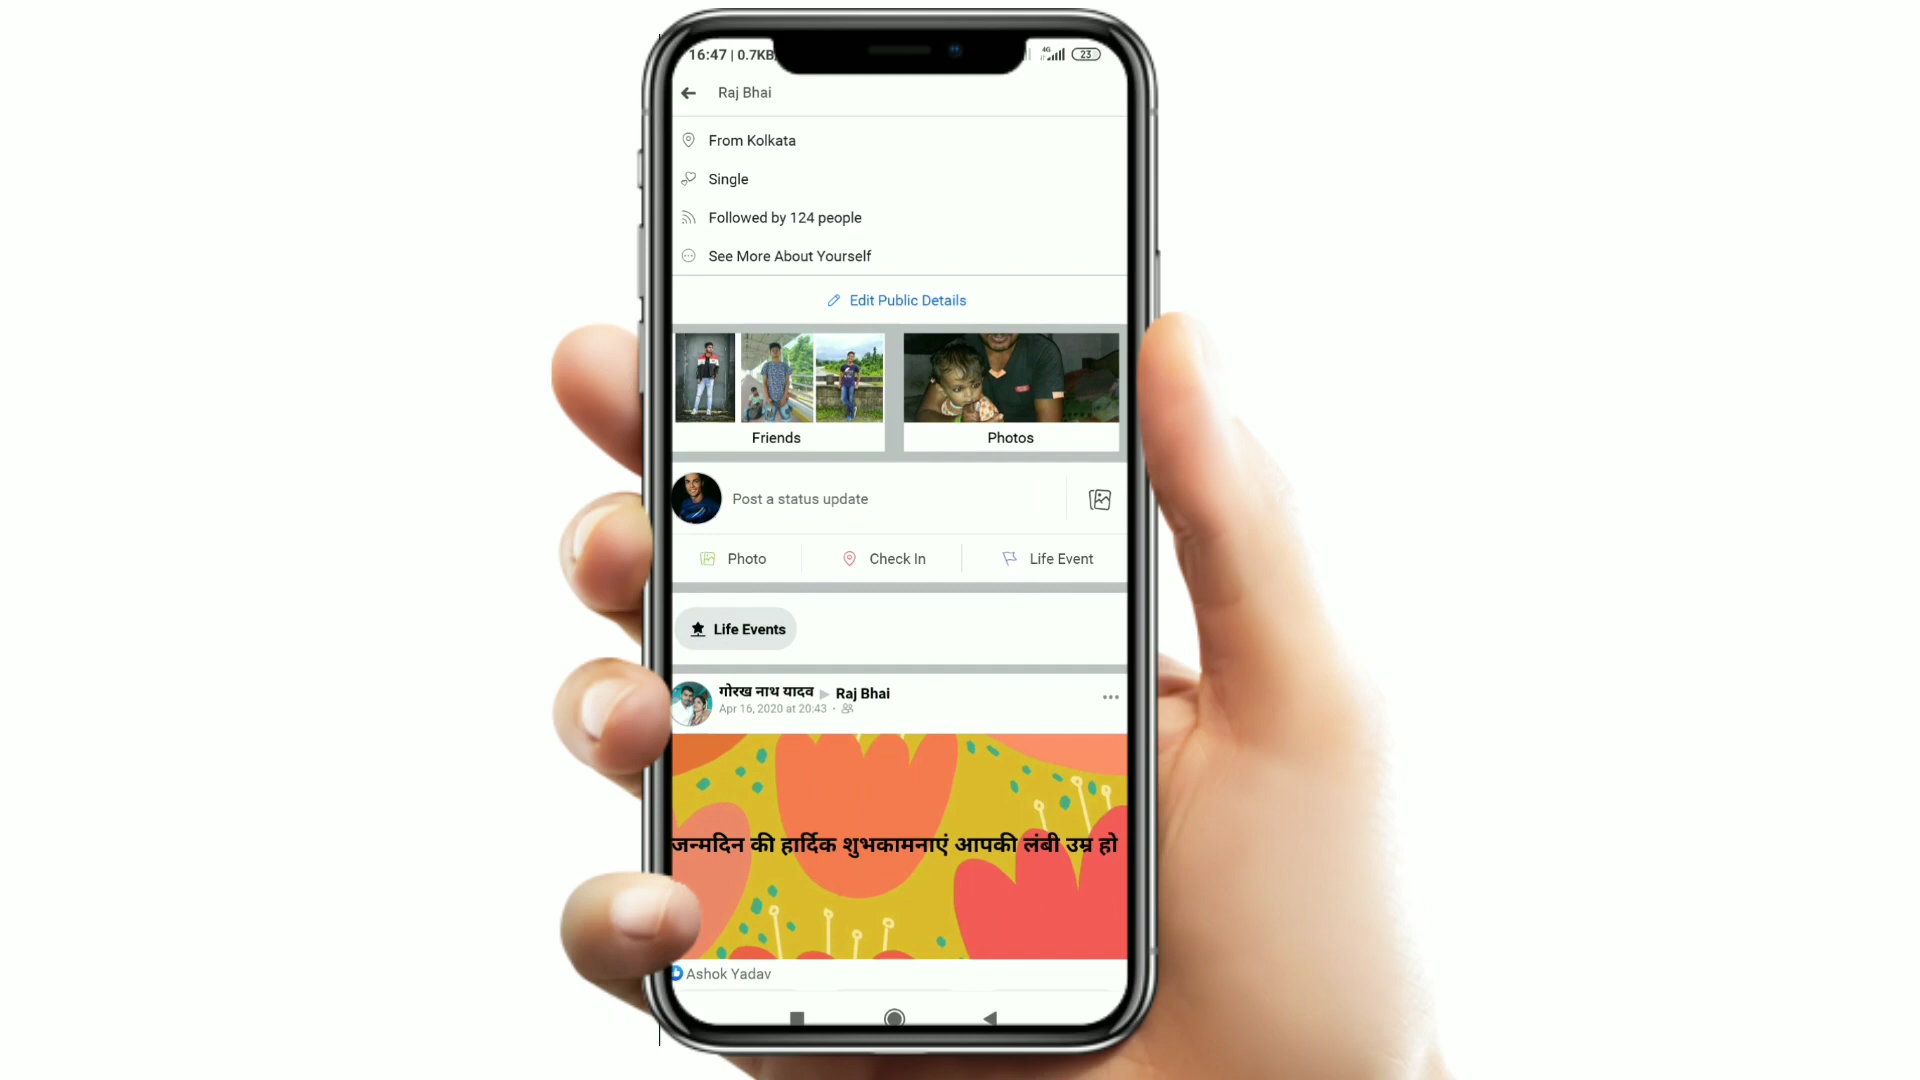 16:47 | 0.7KB
4G
23
Raj Bhai
From Kolkata
Single
Followed by 124 people
See More About Yourself
Edit Public Details
Friends
Photos
Post a status update
Photo
Check In
Life Event
Life Events
गोरख नाथ यादव ▶ Raj Bhai
Apr 16, 2020 at 20:43 ·
जन्मदिन की हार्दिक शुभकामनाएं आपकी लंबी उम्र हो
Ashok Yadav